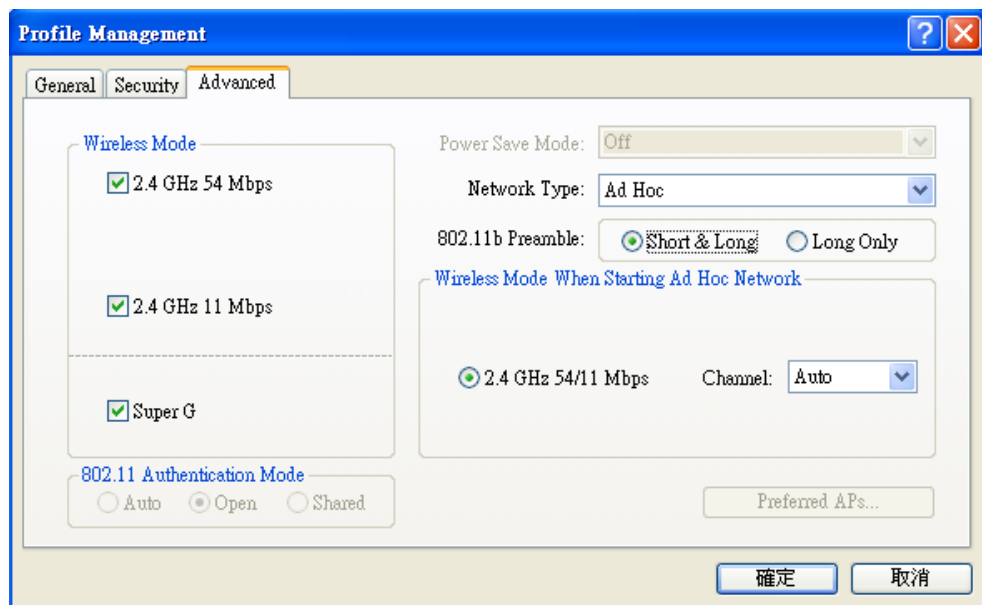 Profile Management
General Security Advanced
Wireless Mode
2.4 GHz 54 Mbps
2.4 GHz 11 Mbps
Super G
802.11 Authentication Mode
Auto Open Shared
Power Save Mode: Off
Network Type: Ad Hoc
802.11b Preamble: Short & Long Long Only
Wireless Mode When Starting Ad Hoc Network
2.4 GHz 54/11 Mbps Channel: Auto
Preferred APs...
確定 取消